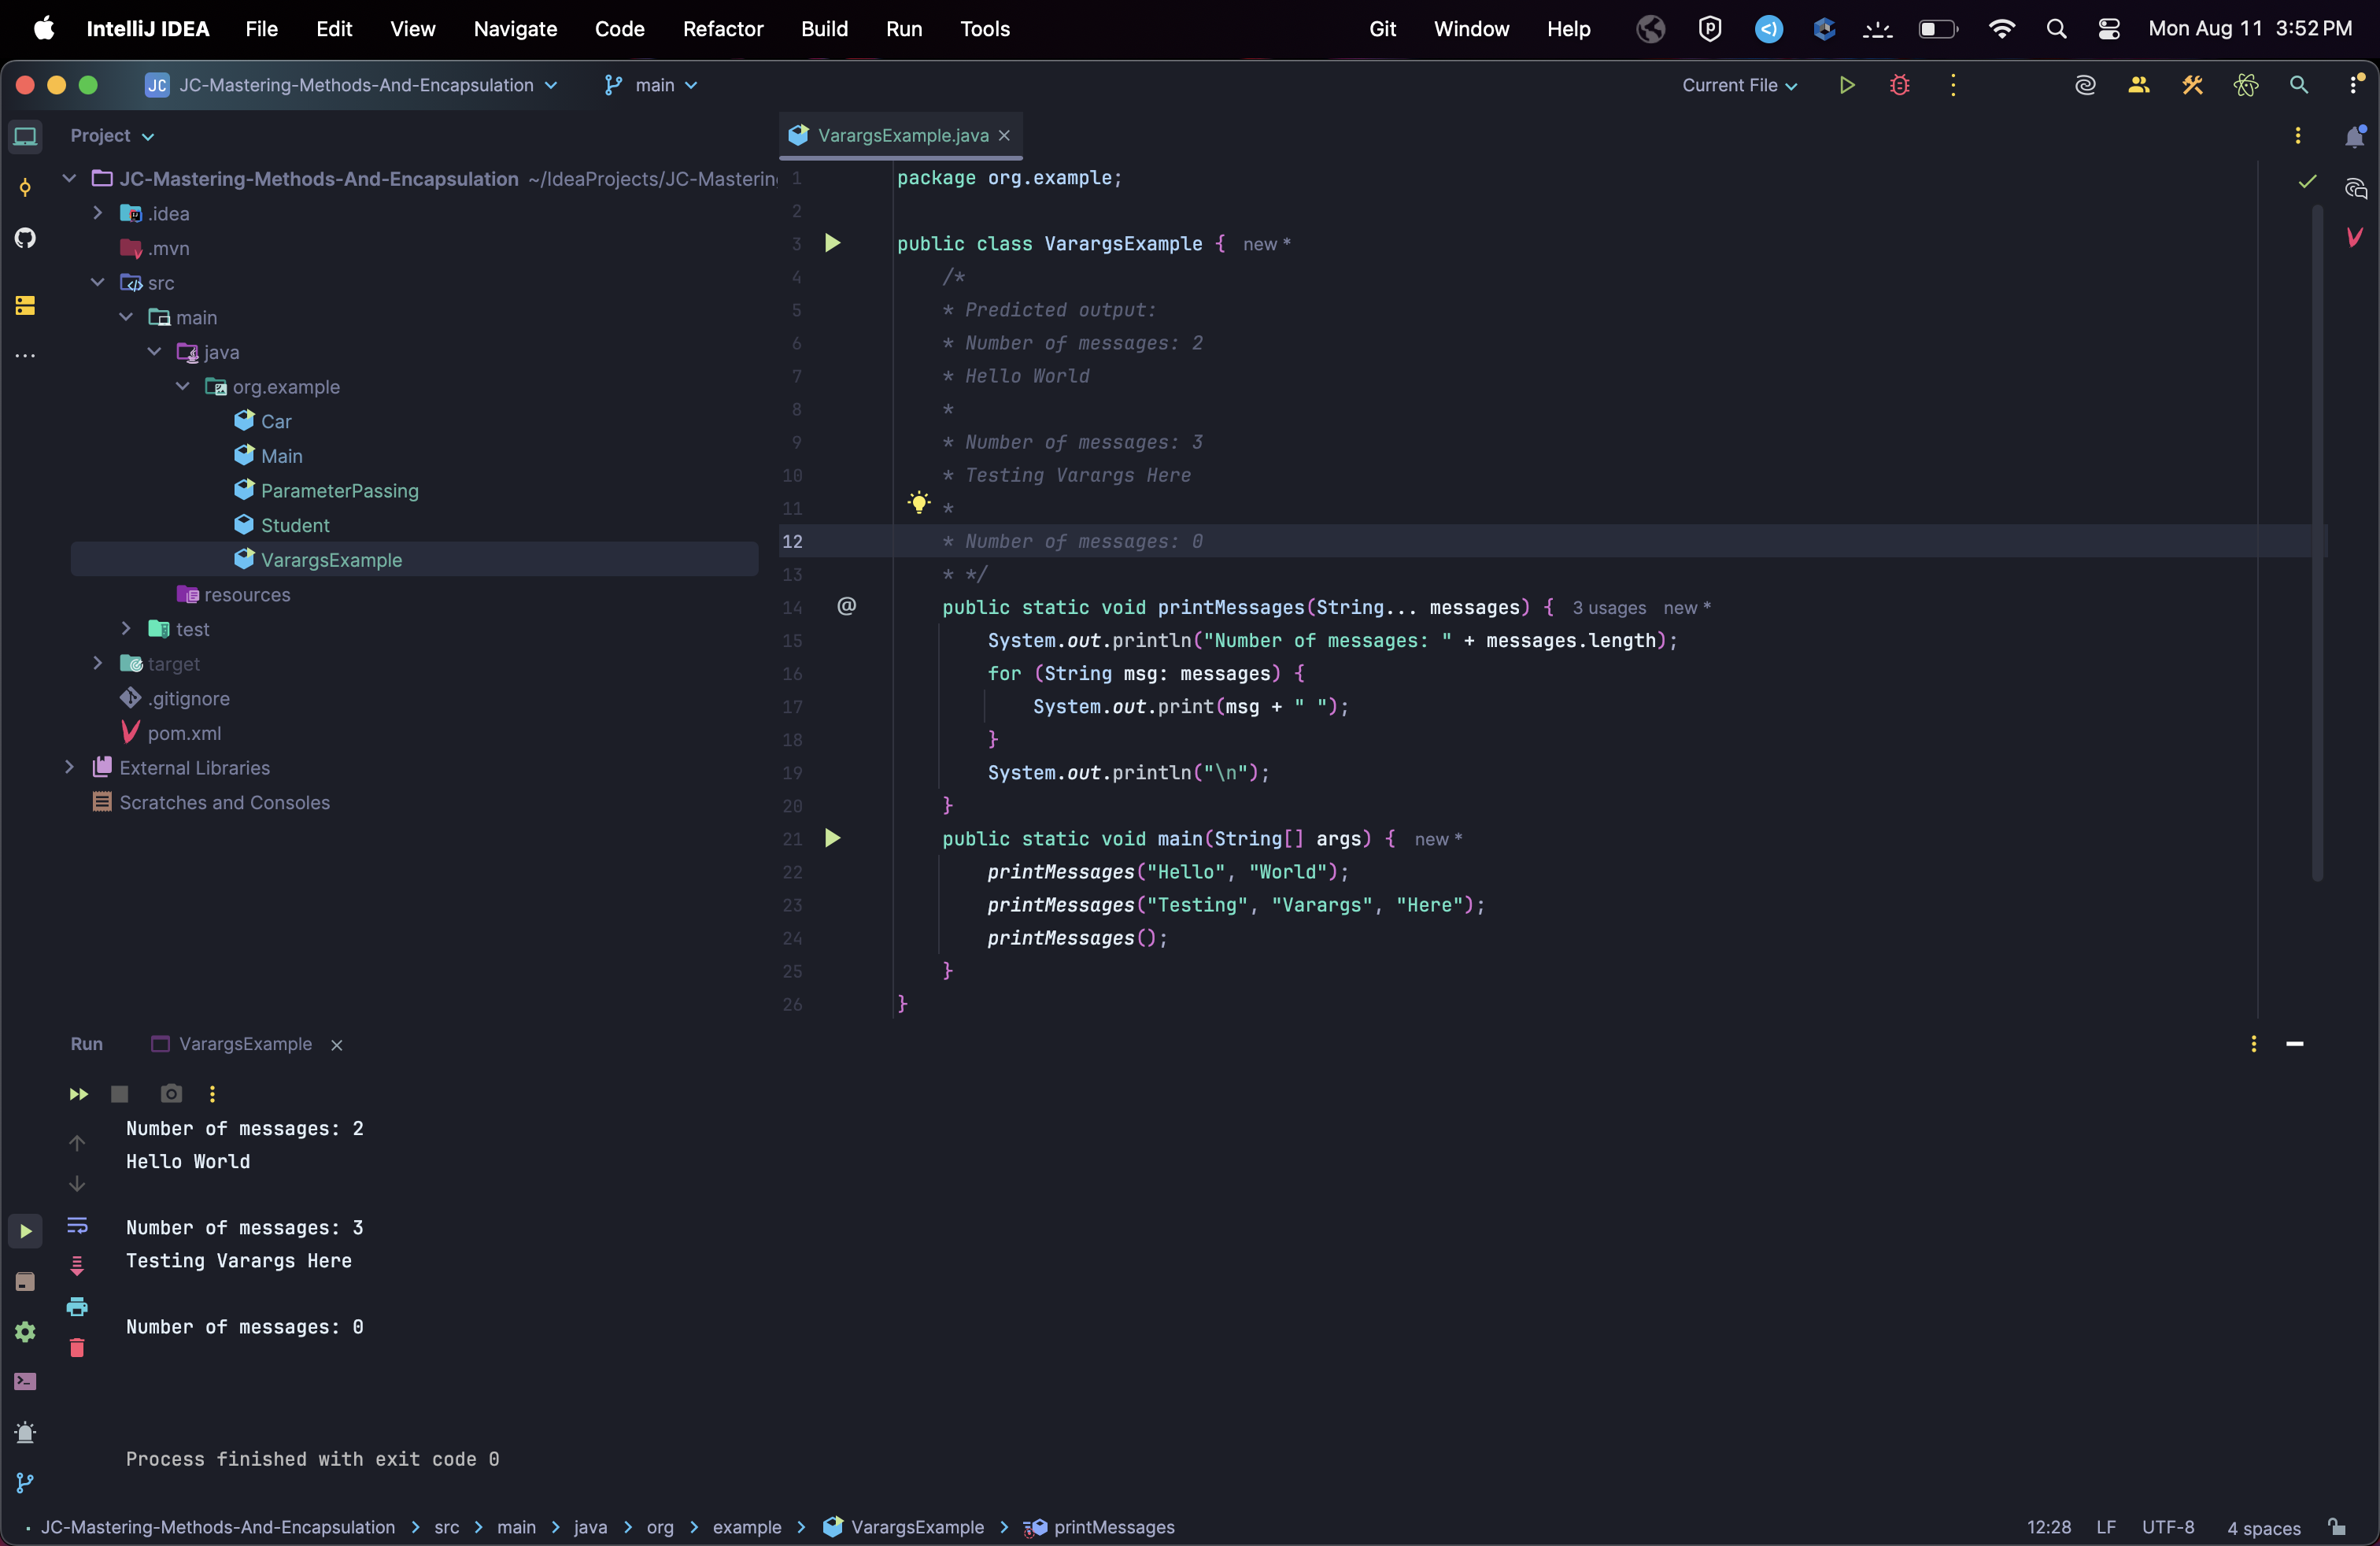 IntelliJ IDEA File Edit View Navigate Code Refactor Build Run Tools Git Window Help Mon Aug 11 3:52 PM
JC JC-Mastering-Methods-And-Encapsulation main Current File
Project
JC-Mastering-Methods-And-Encapsulation ~/IdeaProjects/JC-Mastering
.idea
.mvn
src
main
java
org.example
Car
Main
ParameterPassing
Student
VarargsExample
resources
test
target
.gitignore
pom.xml
External Libraries
Scratches and Consoles
VarargsExample.java
1 package org.example;
2
3 public class VarargsExample { new *
4 /*
5 * Predicted output:
6 * Number of messages: 2
7 * Hello World
8 *
9 * Number of messages: 3
10 * Testing Varargs Here
11 *
12 * Number of messages: 0
13 * */
14 @ public static void printMessages(String... messages) { 3 usages new *
15 System.out.println("Number of messages: " + messages.length);
16 for (String msg: messages) {
17 System.out.print(msg + " ");
18 }
19 System.out.println("\n");
20 }
21 public static void main(String[] args) { new *
22 printMessages("Hello", "World");
23 printMessages("Testing", "Varargs", "Here");
24 printMessages();
25 }
26 }
Run VarargsExample
Number of messages: 2
Hello World
Number of messages: 3
Testing Varargs Here
Number of messages: 0
Process finished with exit code 0
JC-Mastering-Methods-And-Encapsulation > src > main > java > org > example > VarargsExample > printMessages 12:28 LF UTF-8 4 spaces